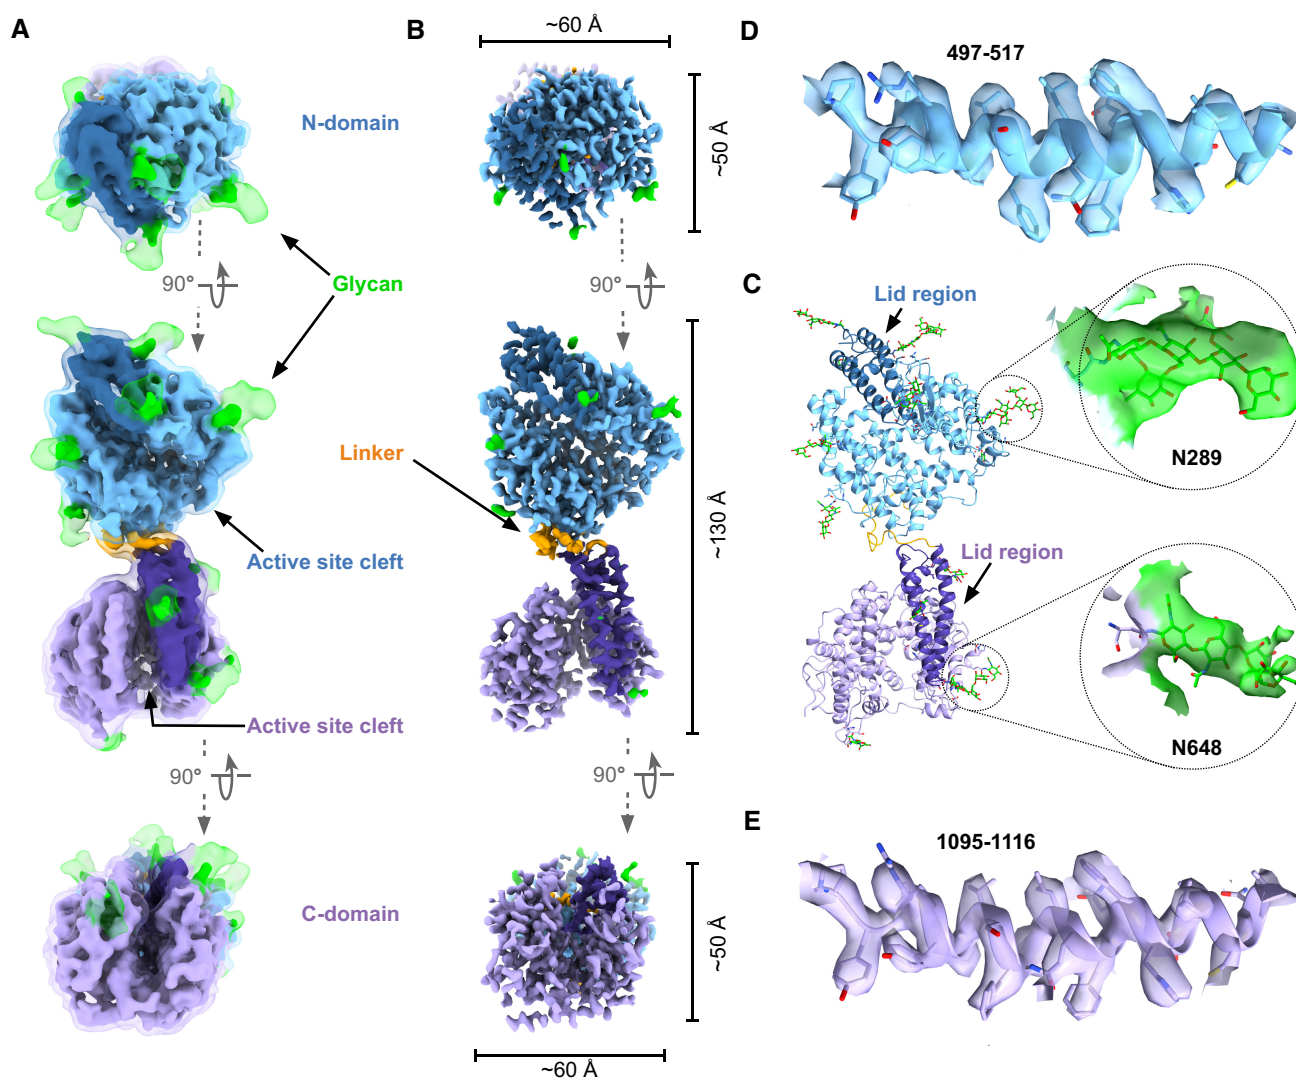 A
N-domain
90°
Glycan
Linker
Active site cleft
Active site cleft
90°
C-domain
B
~60 Å
~50 Å
90°
~130 Å
90°
~50 Å
~60 Å
D
497-517
C
Lid region
N289
Lid region
N648
E
1095-1116